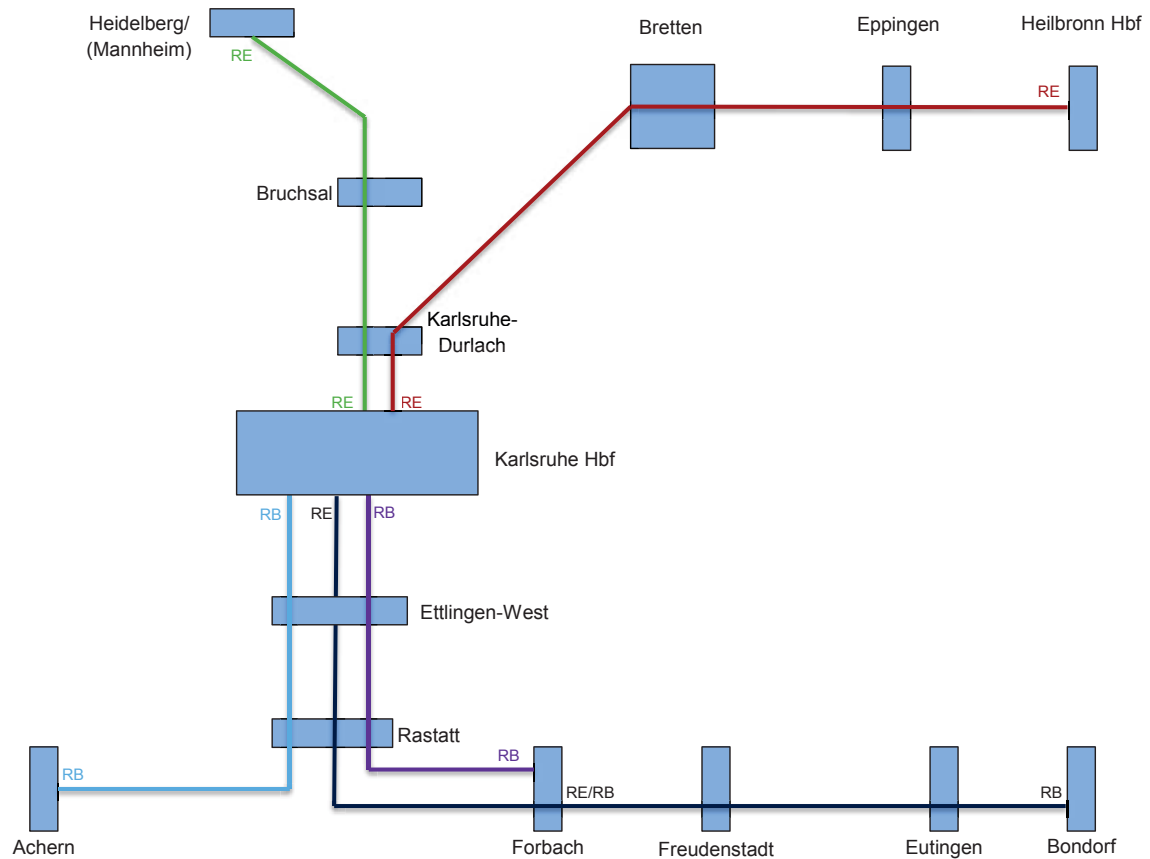 Heidelberg/
(Mannheim)
RE
Bretten
Eppingen
Heilbronn Hbf
RE
Bruchsal
Karlsruhe-
Durlach
RE
RE
Karlsruhe Hbf
RB
RE
RB
Ettlingen-West
Rastatt
RB
RB
RE/RB
RB
Achern
Forbach
Freudenstadt
Eutingen
Bondorf